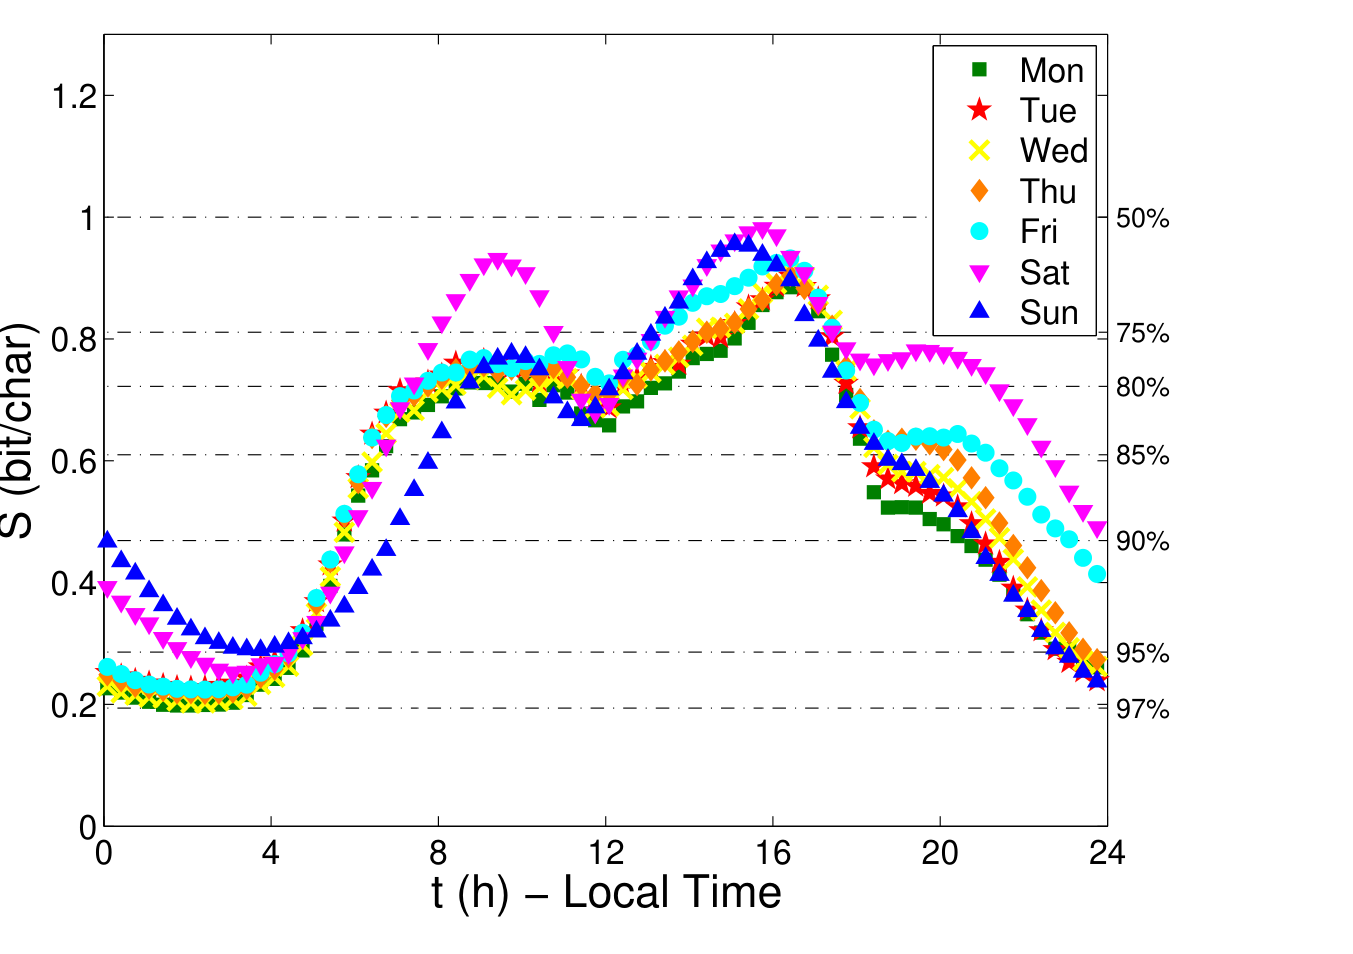 S (bit/char)
1.2
1
0.8
0.6
0.4
0.2
0
0
4
8
12
16
20
24
t (h) – Local Time
Mon
Tue
Wed
Thu
Fri
Sat
Sun
50%
75%
80%
85%
90%
95%
97%